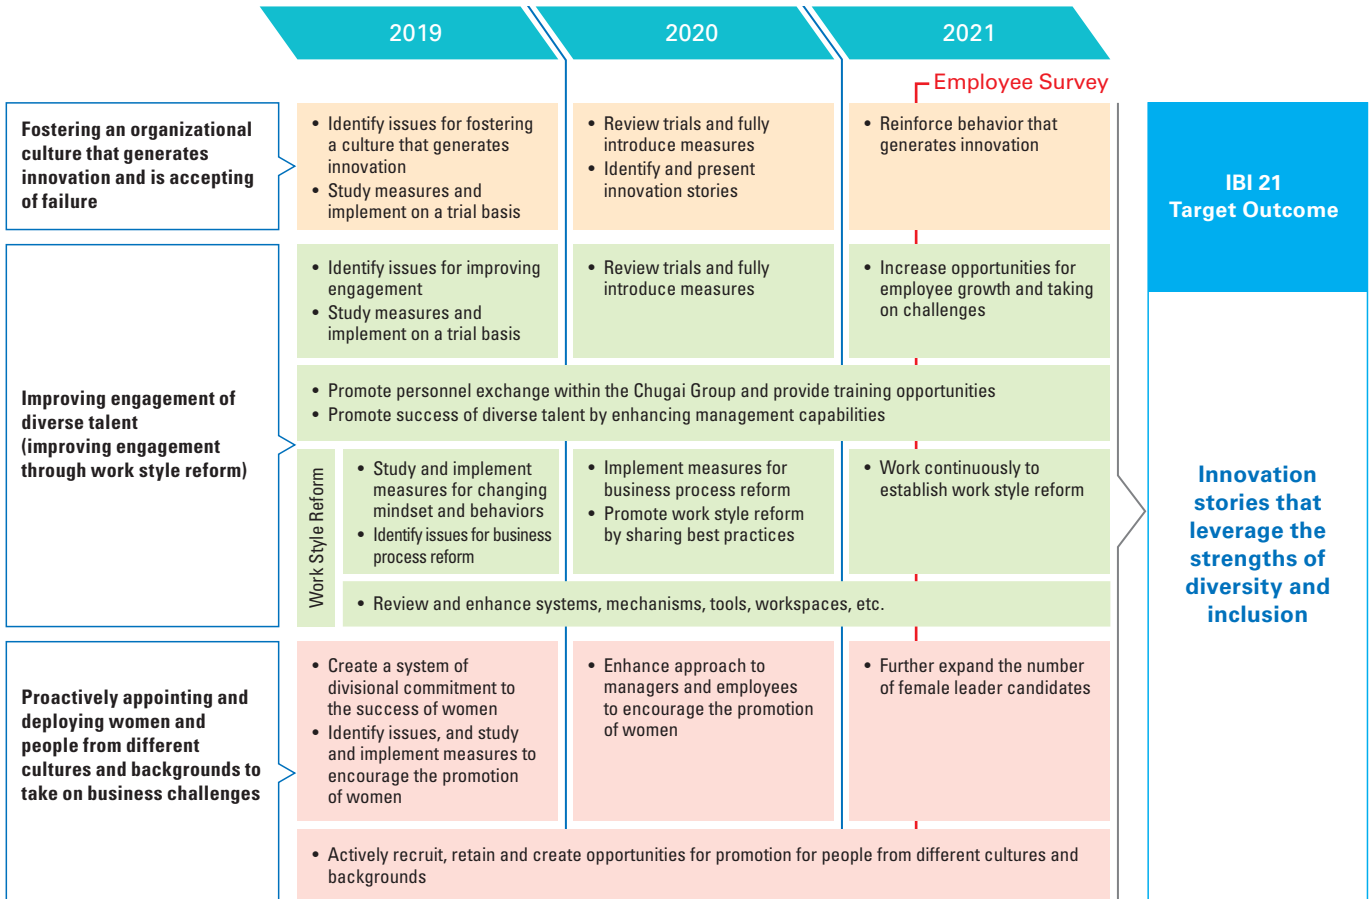 2019
2020
2021
Employee Survey
Fostering an organizational
culture that generates
innovation and is accepting
of failure
• Identify issues for fostering
a culture that generates
innovation
• Study measures and
implement on a trial basis
• Review trials and fully
introduce measures
• Identify and present
innovation stories
• Reinforce behavior that
generates innovation
IBI 21
Target Outcome
Improving engagement of
diverse talent
(improving engagement
through work style reform)
• Identify issues for improving
engagement
• Study measures and
implement on a trial basis
• Review trials and fully
introduce measures
• Increase opportunities for
employee growth and taking
on challenges
• Promote personnel exchange within the Chugai Group and provide training opportunities
• Promote success of diverse talent by enhancing management capabilities
Work Style Reform
• Study and implement
measures for changing
mindset and behaviors
• Identify issues for business
process reform
• Implement measures for
business process reform
• Promote work style reform
by sharing best practices
• Work continuously to
establish work style reform
• Review and enhance systems, mechanisms, tools, workspaces, etc.
Innovation
stories that
leverage the
strengths of
diversity and
inclusion
Proactively appointing and
deploying women and
people from different
cultures and backgrounds to
take on business challenges
• Create a system of
divisional commitment to
the success of women
• Identify issues, and study
and implement measures to
encourage the promotion
of women
• Enhance approach to
managers and employees
to encourage the promotion
of women
• Further expand the number
of female leader candidates
• Actively recruit, retain and create opportunities for promotion for people from different cultures and
backgrounds